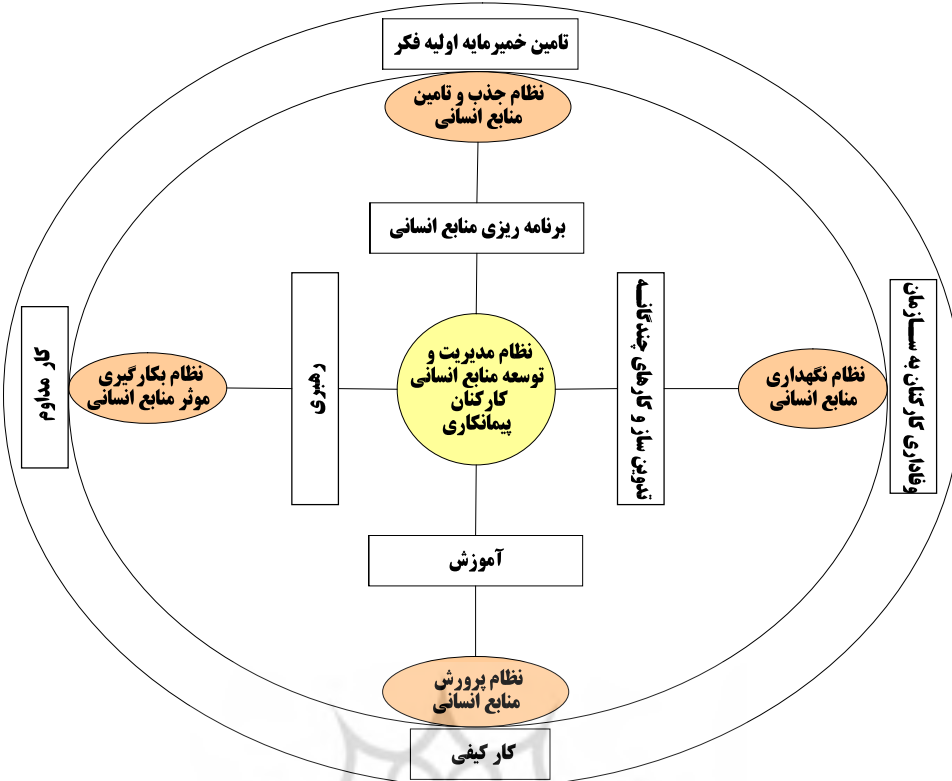 تامین خمیرمایه اولیه فکر
نظام جذب و تامین
منابع انسانی
برنامه ریزی منابع انسانی
وفاداری کارکنان به ســازمان
نظام نگهداری
منابع انسانی
تدوین ساز و کارهای چندگانــه
نظام مدیریت و
توسعه منابع انسانی
کارکنان
پیمانکاری
رهبری
نظام بکارگیری
موثر منابع انسانی
کار مداوم
آموزش
نظام پرورش
منابع انسانی
کار کیفی